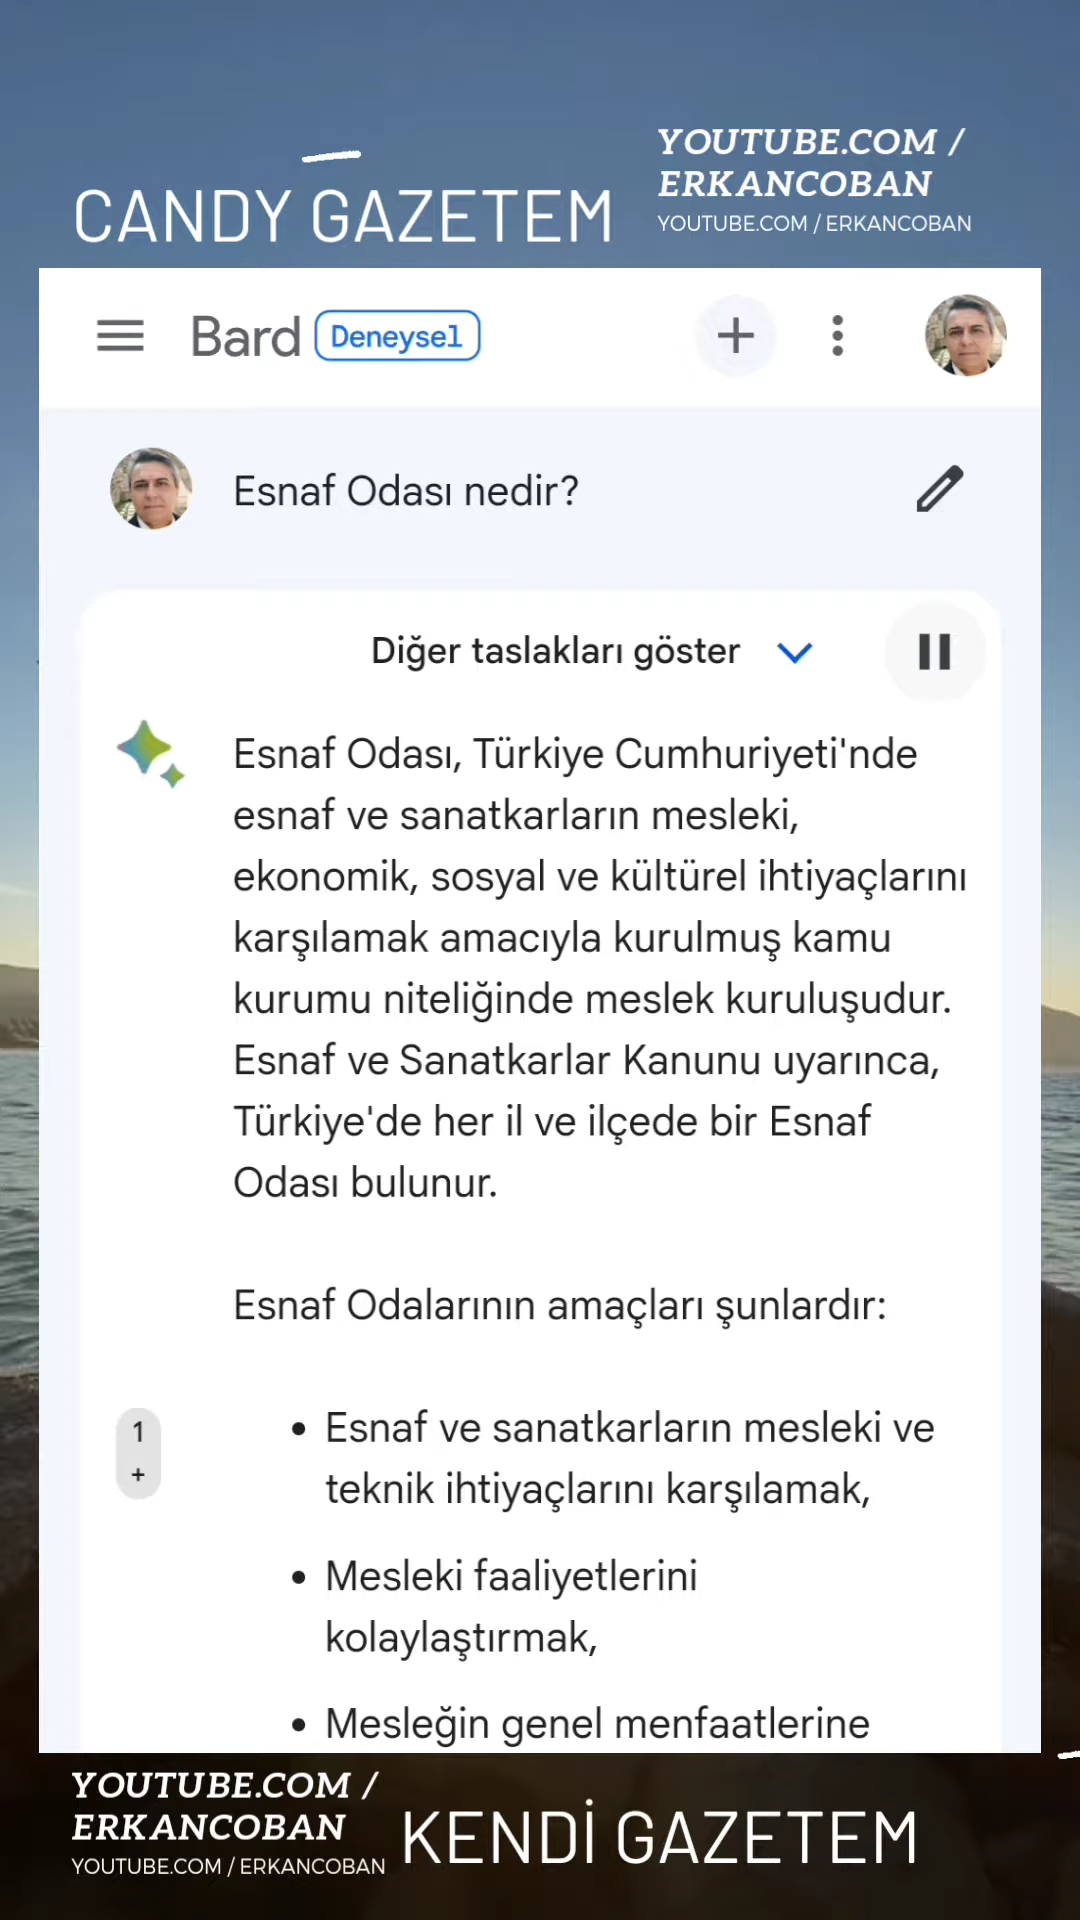 CANDY GAZETEM
YOUTUBE.COM /
ERKANCOBAN
YOUTUBE.COM / ERKANCOBAN
Bard Deneysel
Esnaf Odası nedir?
Diğer taslakları göster
Esnaf Odası, Türkiye Cumhuriyeti'nde
esnaf ve sanatkarların mesleki,
ekonomik, sosyal ve kültürel ihtiyaçlarını
karşılamak amacıyla kurulmuş kamu
kurumu niteliğinde meslek kuruluşudur.
Esnaf ve Sanatkarlar Kanunu uyarınca,
Türkiye'de her il ve ilçede bir Esnaf
Odası bulunur.
Esnaf Odalarının amaçları şunlardır:
1
+
• Esnaf ve sanatkarların mesleki ve
teknik ihtiyaçlarını karşılamak,
• Mesleki faaliyetlerini
kolaylaştırmak,
• Mesleğin genel menfaatlerine
YOUTUBE.COM /
ERKANCOBAN
YOUTUBE.COM / ERKANCOBAN
KENDİ GAZETEM